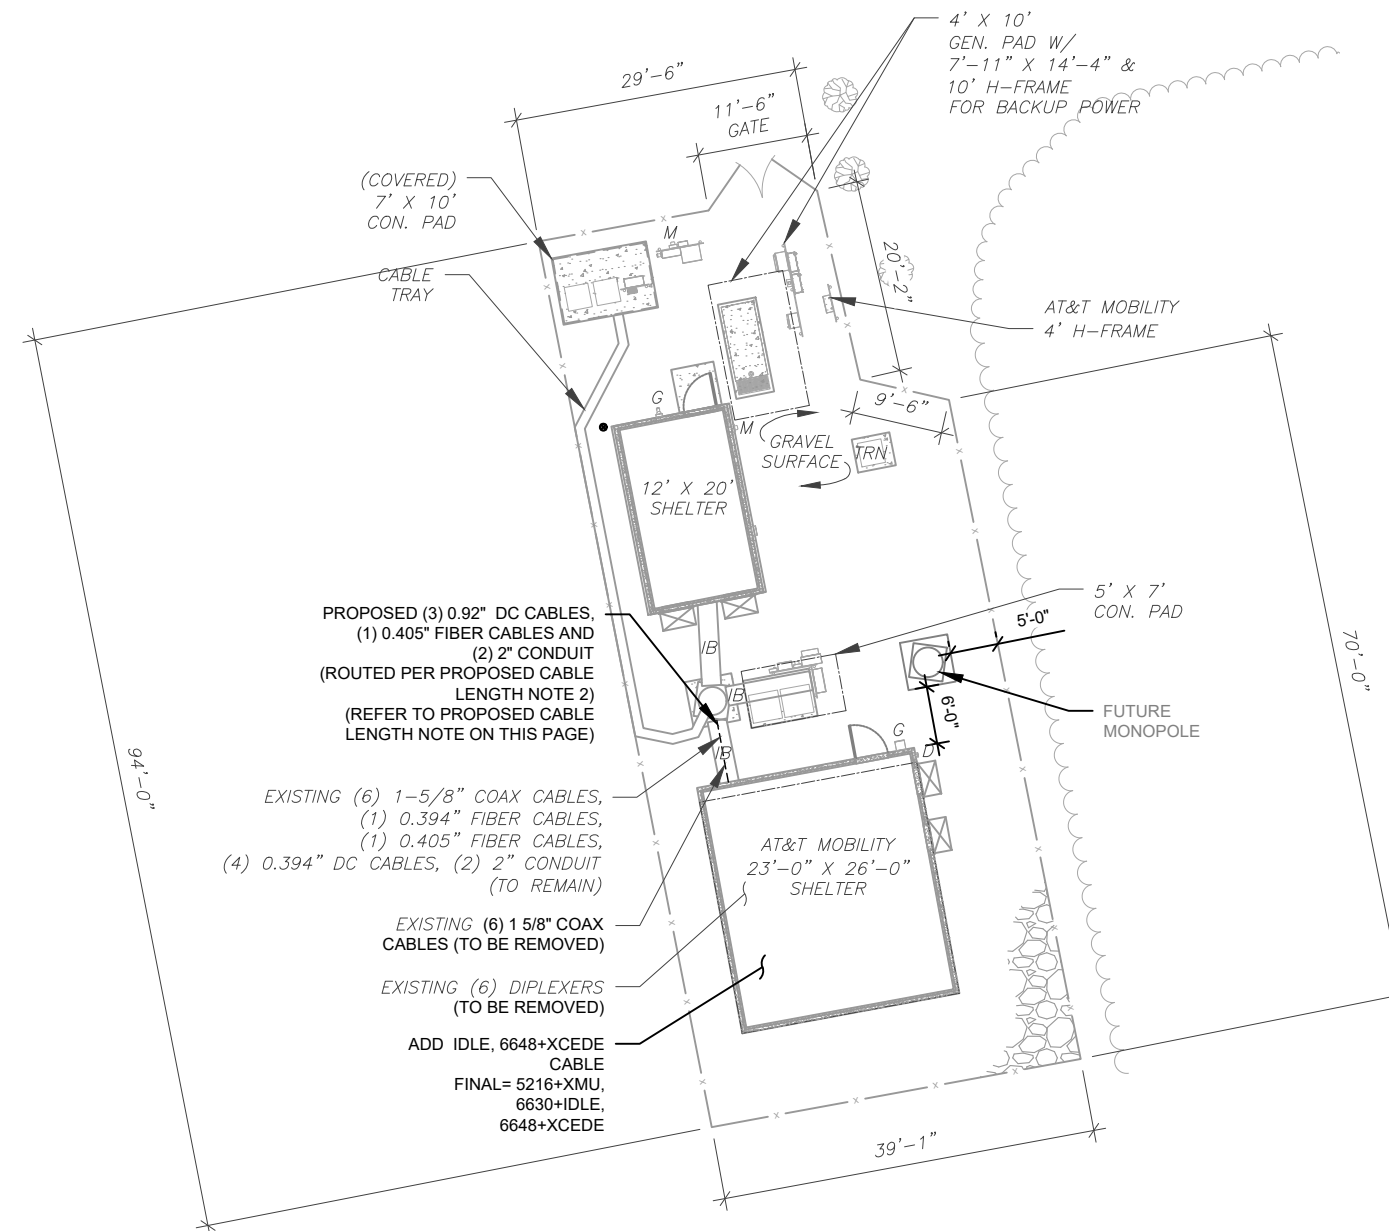 4' X 10'
GEN. PAD W/
7'-11" X 14'-4" &
10' H-FRAME
FOR BACKUP POWER
29'-6"
11'-6"
GATE
(COVERED)
7' X 10'
CON. PAD
M
CABLE
TRAY
20'-2"
AT&T MOBILITY
4' H-FRAME
G
M
9'-6"
GRAVEL
SURFACE
TRN
12' X 20'
SHELTER
5' X 7'
CON. PAD
5'-0"
70'-0"
PROPOSED (3) 0.92" DC CABLES,
(1) 0.405" FIBER CABLES AND
(2) 2" CONDUIT
(ROUTED PER PROPOSED CABLE
LENGTH NOTE 2)
(REFER TO PROPOSED CABLE
LENGTH NOTE ON THIS PAGE)
IB
IB
IB
6'-0"
FUTURE
MONOPOLE
G
D
94'-0"
EXISTING (6) 1-5/8" COAX CABLES,
(1) 0.394" FIBER CABLES,
(1) 0.405" FIBER CABLES,
(4) 0.394" DC CABLES, (2) 2" CONDUIT
(TO REMAIN)
AT&T MOBILITY
23'-0" X 26'-0"
SHELTER
EXISTING (6) 1 5/8" COAX
CABLES (TO BE REMOVED)
EXISTING (6) DIPLEXERS
(TO BE REMOVED)
ADD IDLE, 6648+XCEDE
CABLE
FINAL= 5216+XMU,
6630+IDLE,
6648+XCEDE
39'-1"